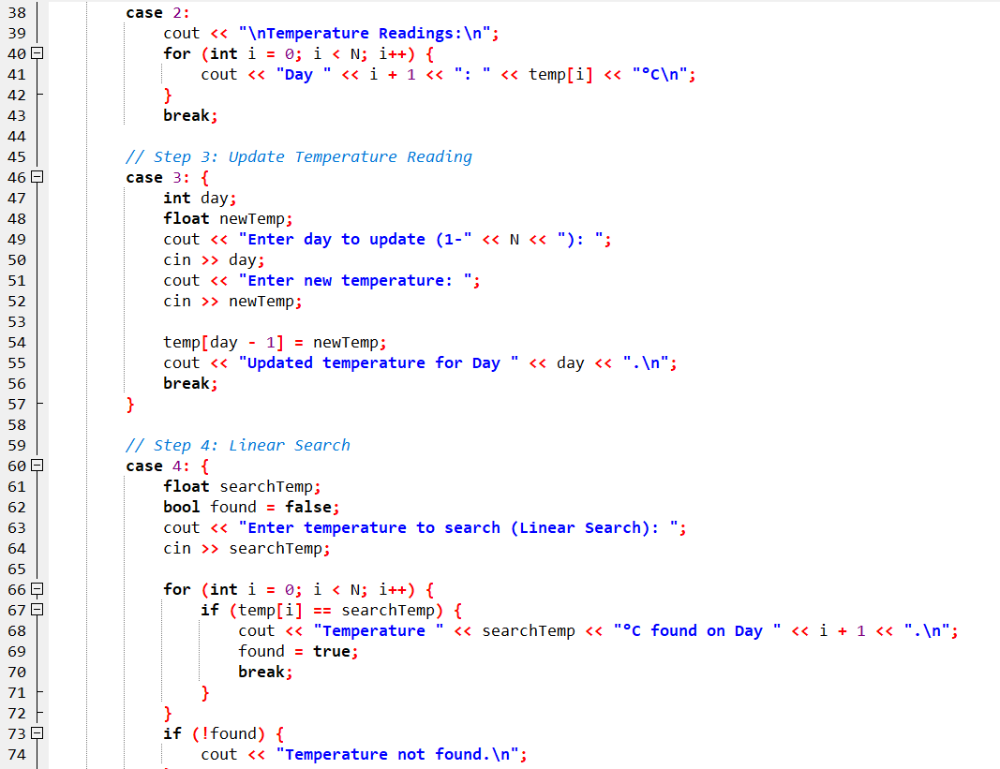 38 case 2:
39 cout << "\nTemperature Readings:\n";
40 for (int i = 0; i < N; i++) {
41 cout << "Day " << i + 1 << ": " << temp[i] << "°C\n";
42 }
43 break;
44
45 // Step 3: Update Temperature Reading
46 case 3: {
47 int day;
48 float newTemp;
49 cout << "Enter day to update (1-" << N << "): ";
50 cin >> day;
51 cout << "Enter new temperature: ";
52 cin >> newTemp;
53
54 temp[day - 1] = newTemp;
55 cout << "Updated temperature for Day " << day << ".\n";
56 break;
57 }
58
59 // Step 4: Linear Search
60 case 4: {
61 float searchTemp;
62 bool found = false;
63 cout << "Enter temperature to search (Linear Search): ";
64 cin >> searchTemp;
65
66 for (int i = 0; i < N; i++) {
67 if (temp[i] == searchTemp) {
68 cout << "Temperature " << searchTemp << "°C found on Day " << i + 1 << ".\n";
69 found = true;
70 break;
71 }
72 }
73 if (!found) {
74 cout << "Temperature not found.\n";